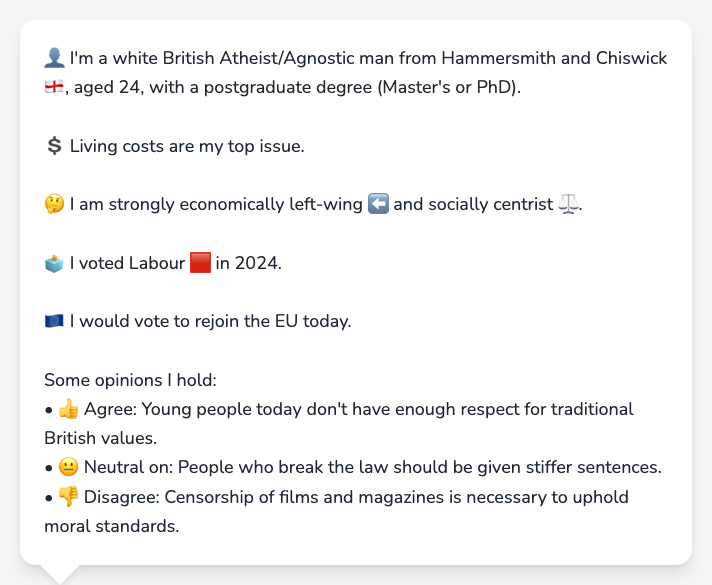 👤 I'm a white British Atheist/Agnostic man from Hammersmith and Chiswick
🏴󠁧󠁢󠁥󠁮󠁧󠁿, aged 24, with a postgraduate degree (Master's or PhD).
💲 Living costs are my top issue.
🤔 I am strongly economically left-wing ⬅️ and socially centrist ⚖️.
🗳️ I voted Labour 🟥 in 2024.
🇪🇺 I would vote to rejoin the EU today.
Some opinions I hold:
• 👍 Agree: Young people today don't have enough respect for traditional
British values.
• 😐 Neutral on: People who break the law should be given stiffer sentences.
• 👎 Disagree: Censorship of films and magazines is necessary to uphold
moral standards.